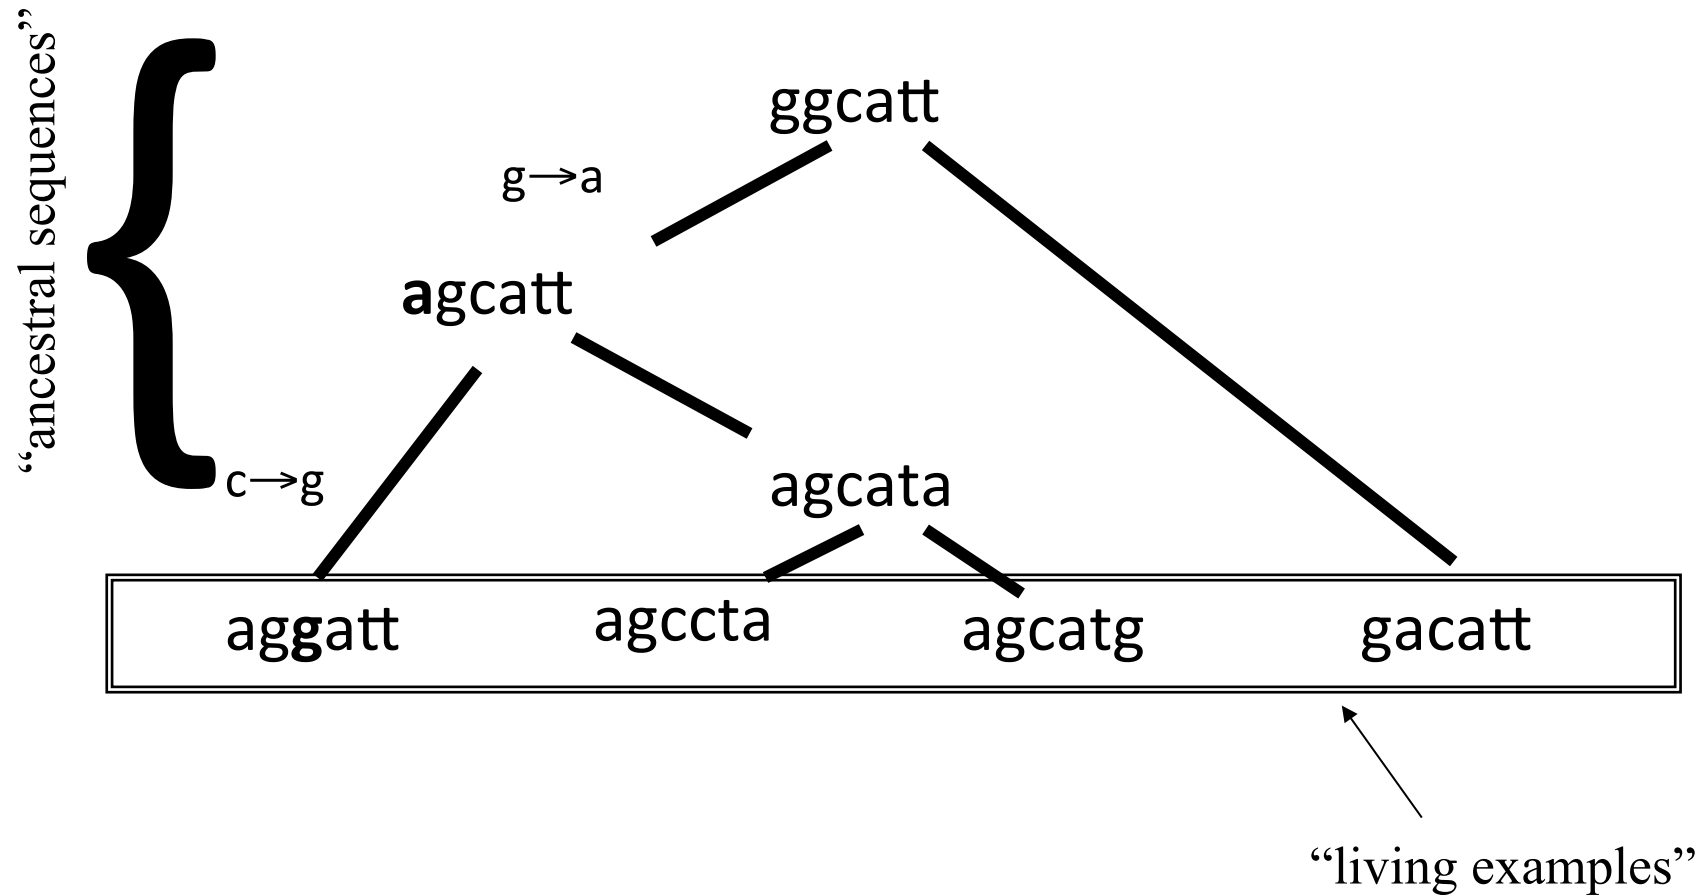 “ancestral sequences”
ggcatt
g→a
agcatt
c→g
agcata
aggatt
agccta
agcatg
gacatt
“living examples”